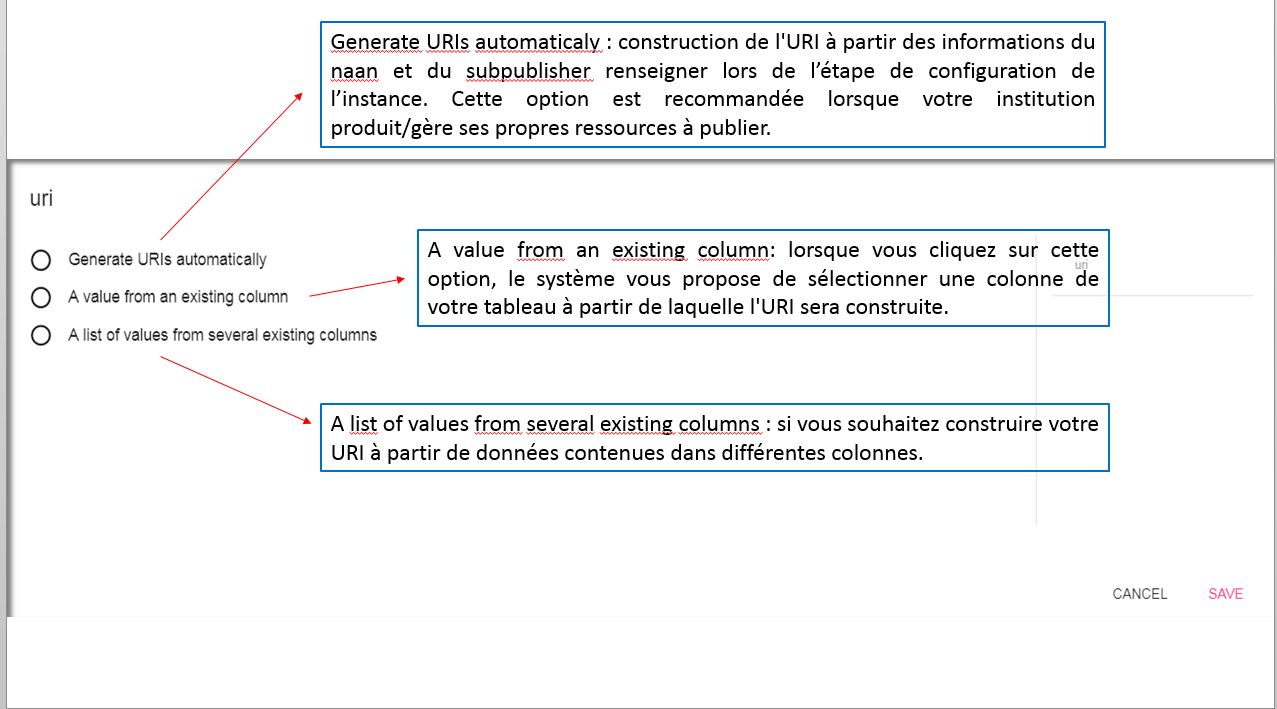 Generate URIs automaticaly : construction de l'URI à partir des informations du
naan et du subpublisher renseigner lors de l’étape de configuration de
l’instance. Cette option est recommandée lorsque votre institution
produit/gère ses propres ressources à publier.
uri
Generate URIs automatically
A value from an existing column
A list of values from several existing columns
A value from an existing column: lorsque vous cliquez sur cette
option, le système vous propose de sélectionner une colonne de
votre tableau à partir de laquelle l'URI sera construite.
uri
A list of values from several existing columns : si vous souhaitez construire votre
URI à partir de données contenues dans différentes colonnes.
CANCEL SAVE